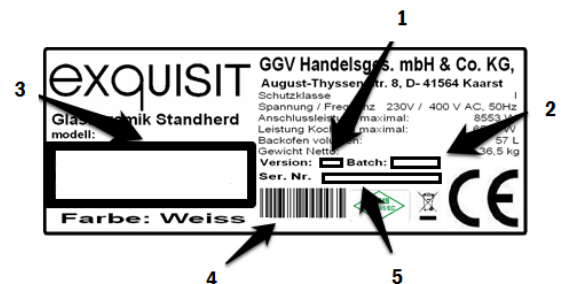 1
3
2
exquisit
GGV Handelsges. mbH & Co. KG,
August-Thyssen Str. 8, D- 41564 Kaarst
Schutzklasse I
Spannung / Frequenz 230V / 400 V AC, 50Hz
Glaskeramik Standherd
Anschlussleistung maximal: 8553 W
modell:
Leistung maximal: W
Backofen volumen: 57 L
Gewicht Netto: 36,5 kg
Version: Batch:
Ser. Nr.
Farbe: Weiss
CE
4
5